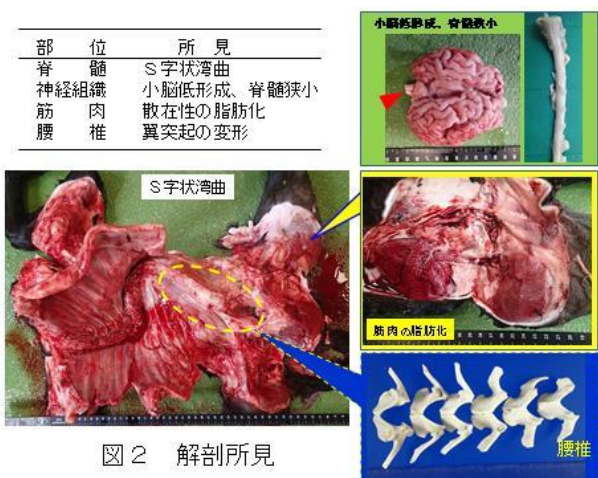 部 位 所 見
脊 髄 S字状湾曲
神経組織 小脳低形成、脊髄狭小
筋 肉 散在性の脂肪化
腰 椎 翼突起の変形
小脳低形成、脊髄狭小
S字状湾曲
筋肉の脂肪化
腰椎
図2 解剖所見